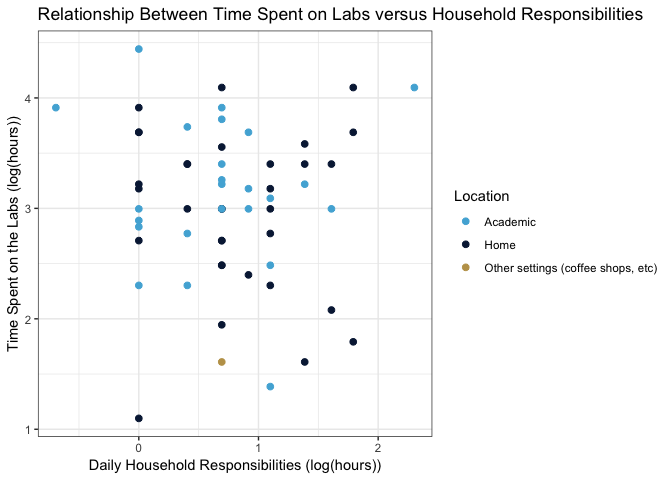 Relationship Between Time Spent on Labs versus Household Responsibilities
4
3
2
1
Time Spent on the Labs (log(hours))
0 1 2
Daily Household Responsibilities (log(hours))
Location
Academic
Home
Other settings (coffee shops, etc)